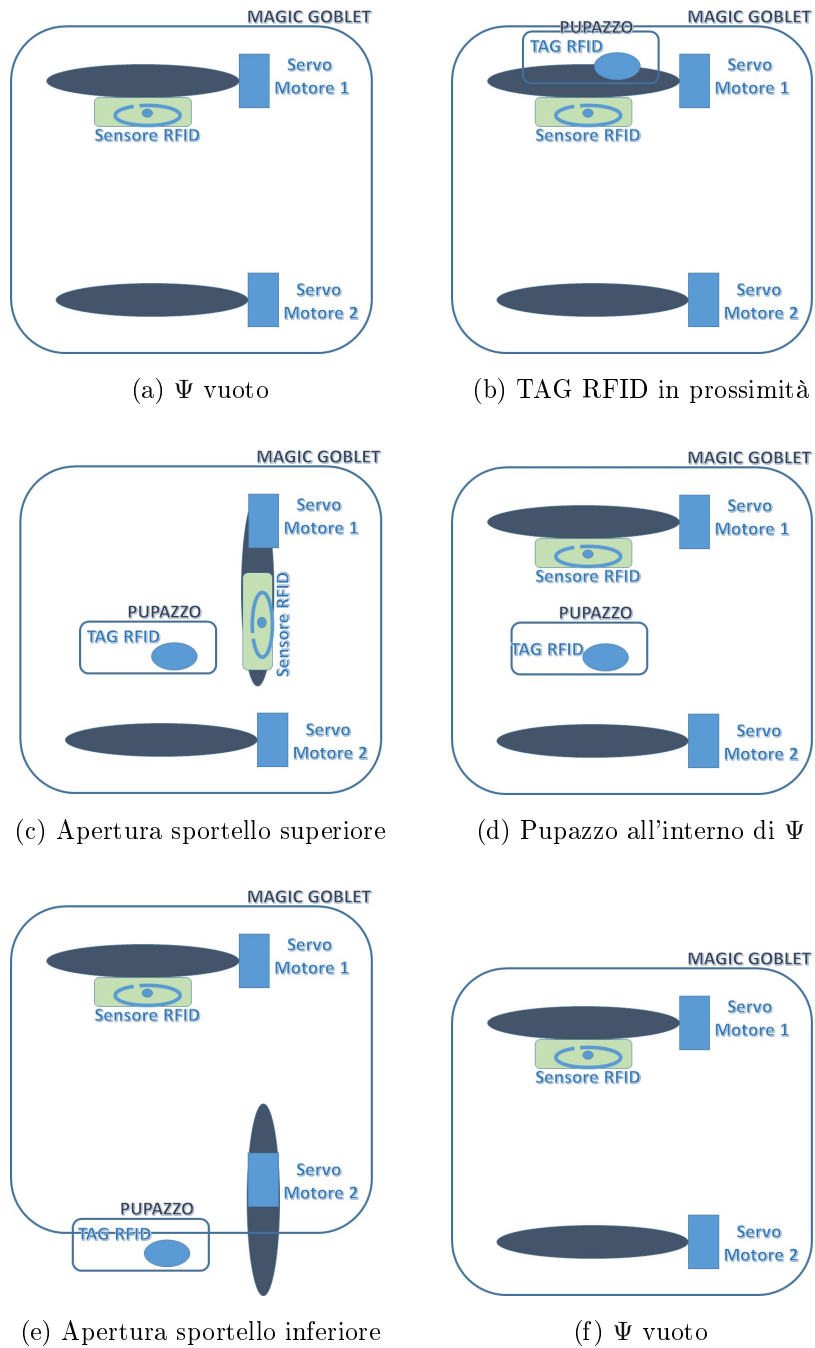 MAGIC GOBLET
Servo
Motore 1
Sensore RFID
Servo
Motore 2
(a) Ψ vuoto
MAGIC GOBLET
PUPAZZO
TAG RFID
Servo
Motore 1
Sensore RFID
Servo
Motore 2
(b) TAG RFID in prossimità
MAGIC GOBLET
Servo
Motore 1
Sensore RFID
PUPAZZO
TAG RFID
Servo
Motore 2
(c) Apertura sportello superiore
MAGIC GOBLET
Servo
Motore 1
Sensore RFID
PUPAZZO
TAG RFID
Servo
Motore 2
(d) Pupazzo all'interno di Ψ
MAGIC GOBLET
Servo
Motore 1
Sensore RFID
Servo
Motore 2
PUPAZZO
TAG RFID
(e) Apertura sportello inferiore
MAGIC GOBLET
Servo
Motore 1
Sensore RFID
Servo
Motore 2
(f) Ψ vuoto